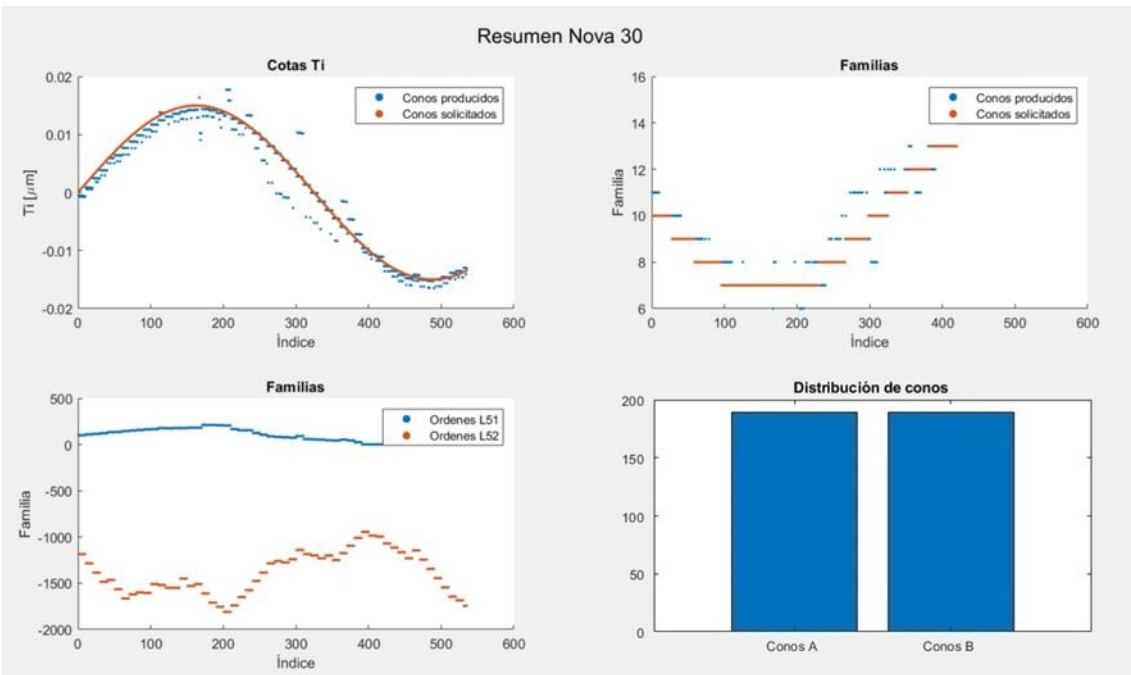 Resumen Nova 30
Cotas Ti
0.02
0.01
0
-0.01
-0.02
Ti [μm]
0 100 200 300 400 500 600
Índice
Conos producidos
Conos solicitados
Familias
16
14
12
10
8
6
Familia
0 100 200 300 400 500 600
Índice
Conos producidos
Conos solicitados
Familias
500
0
-500
-1000
-1500
-2000
Familia
0 100 200 300 400 500 600
Índice
Ordenes L51
Ordenes L52
Distribución de conos
200
150
100
50
0
Conos A Conos B